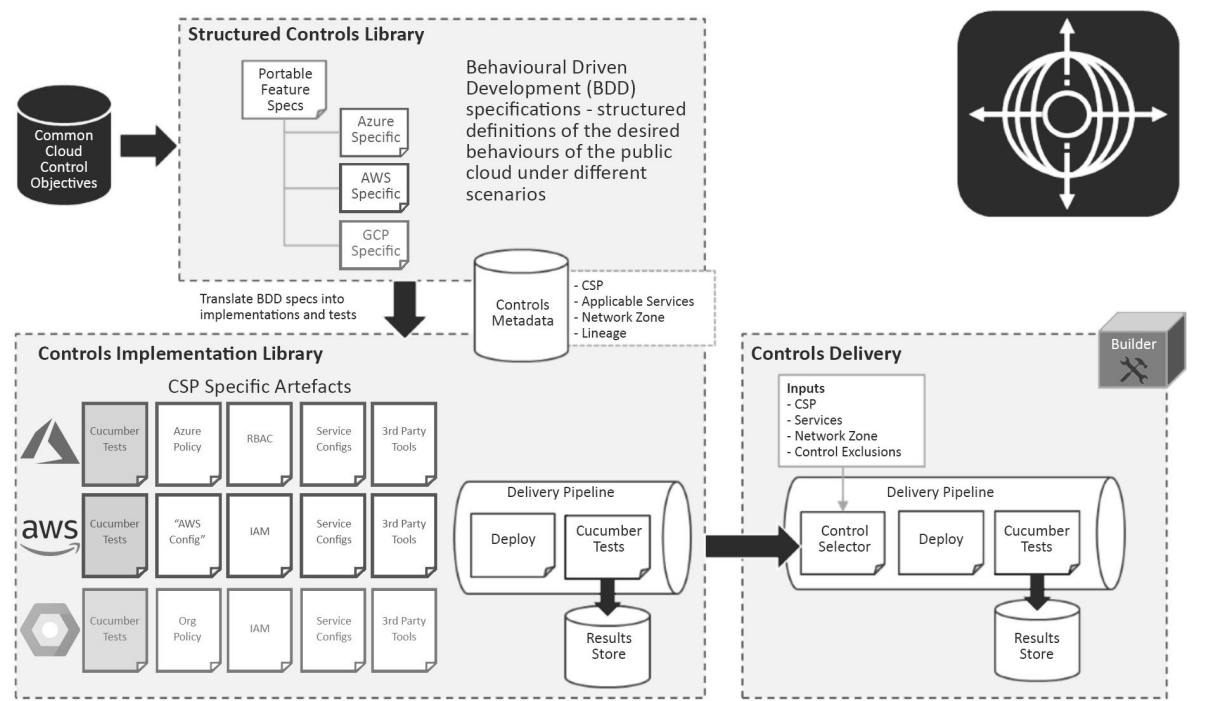 Structured Controls Library
Portable
Feature
Specs
Azure
Specific
AWS
Specific
GCP
Specific
Behavioural Driven
Development (BDD)
specifications - structured
definitions of the desired
behaviours of the public
cloud under different
scenarios
Common
Cloud
Control
Objectives
Translate BDD specs into
implementations and tests
Controls
Metadata
- CSP
- Applicable Services
- Network Zone
- Lineage
Controls Implementation Library
CSP Specific Artefacts
Cucumber
Tests
Azure
Policy
RBAC
Service
Configs
3rd Party
Tools
aws
Cucumber
Tests
“AWS
Config”
IAM
Service
Configs
3rd Party
Tools
Cucumber
Tests
Org
Policy
IAM
Service
Configs
3rd Party
Tools
Delivery Pipeline
Deploy
Cucumber
Tests
Results
Store
Controls Delivery
Builder
Inputs
- CSP
- Services
- Network Zone
- Control Exclusions
Delivery Pipeline
Control
Selector
Deploy
Cucumber
Tests
Results
Store